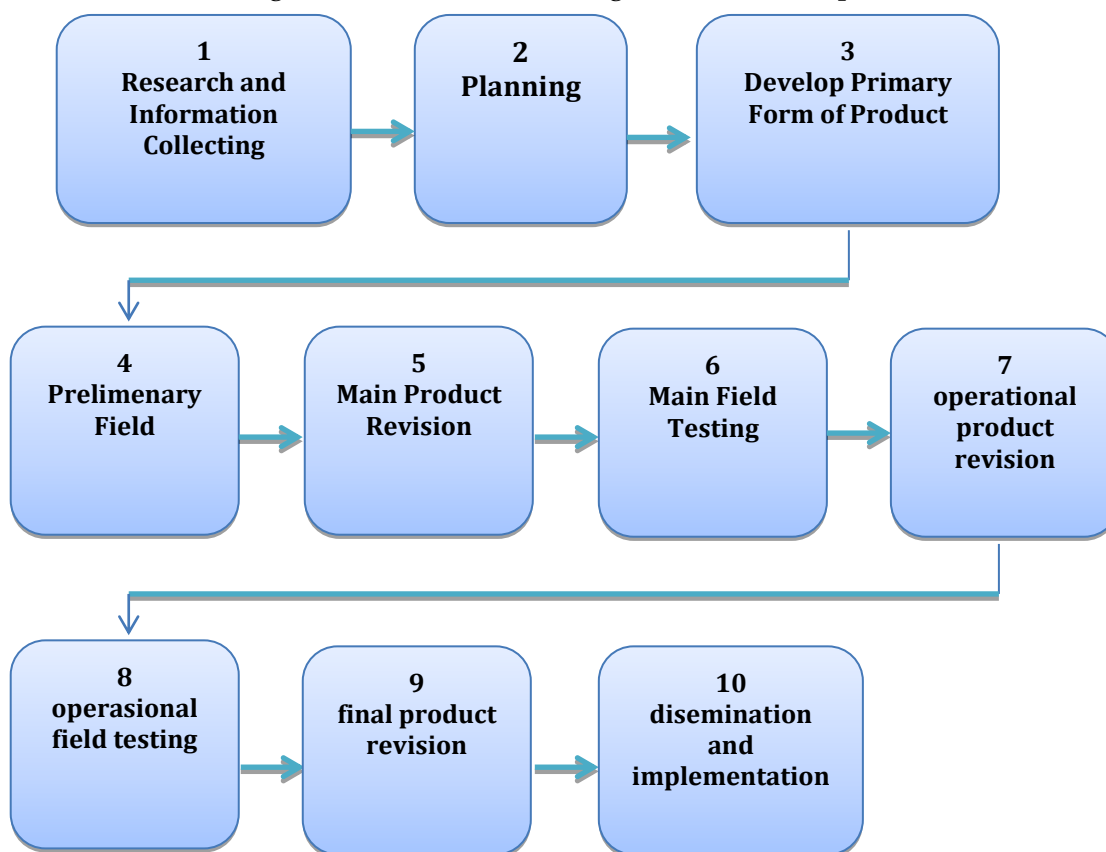 1
Research and
Information
Collecting
2
Planning
3
Develop Primary
Form of Product
4
Prelimenary
Field
5
Main Product
Revision
6
Main Field
Testing
7
operational
product
revision
8
operasional
field testing
9
final product
revision
10
disemination
and
implementation